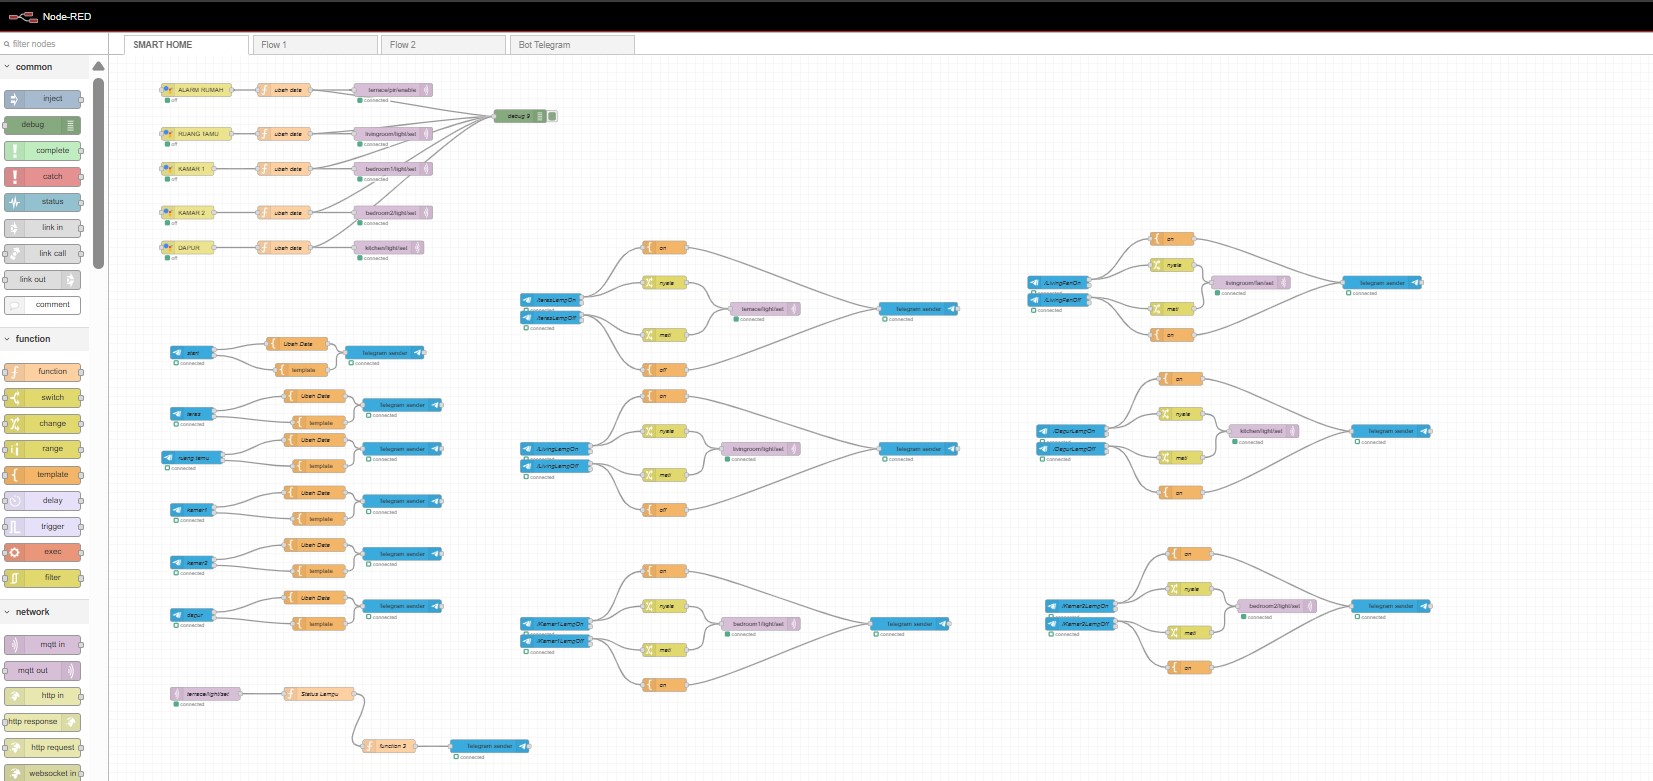 Node-RED
filter nodes
SMART HOME
Flow 1
Flow 2
Bot Telegram
common
inject
debug
complete
catch
status
link in
link call
link out
comment
function
function
switch
change
range
template
delay
trigger
exec
filter
network
mqtt in
mqtt out
http in
http response
http request
websocket in
ALARM RUMAH
off
ubah data
terrace/pir/enable
connected
debug 5
RUANG TAMU
off
ubah data
livingroom/light/set
connected
KAMAR 1
off
ubah data
bedroom1/light/set
connected
KAMAR 2
off
ubah data
bedroom2/light/set
connected
DAPUR
off
ubah data
kitchen/light/set
connected
start
connected
Ubah Data
template
Telegram sender
connected
teras
connected
Ubah Data
template
Telegram sender
connected
ruang tamu
connected
Ubah Data
template
Telegram sender
connected
kamar1
connected
Ubah Data
template
Telegram sender
connected
kamar2
connected
Ubah Data
template
Telegram sender
connected
dapur
connected
Ubah Data
template
Telegram sender
connected
terrace/light/set
connected
Status Lampu
function 3
Telegram sender
connected
/terasLampOn
/terasLampOff
connected
on
nyala
mati
off
terrace/light/set
connected
Telegram sender
connected
/LivingLampOn
/LivingLampOff
connected
on
nyala
mati
off
livingroom/light/set
connected
Telegram sender
connected
/Kamar1LampOn
/Kamar1LampOff
connected
on
nyala
mati
on
bedroom1/light/set
connected
Telegram sender
connected
/LivingFanOn
/LivingFanOff
connected
on
nyala
mati
on
livingroom/fan/set
connected
Telegram sender
connected
/DapurLampOn
/DapurLampOff
connected
on
nyala
mati
on
kitchen/light/set
connected
Telegram sender
connected
/Kamar2LampOn
/Kamar2LampOff
connected
on
nyala
mati
on
bedroom2/light/set
connected
Telegram sender
connected